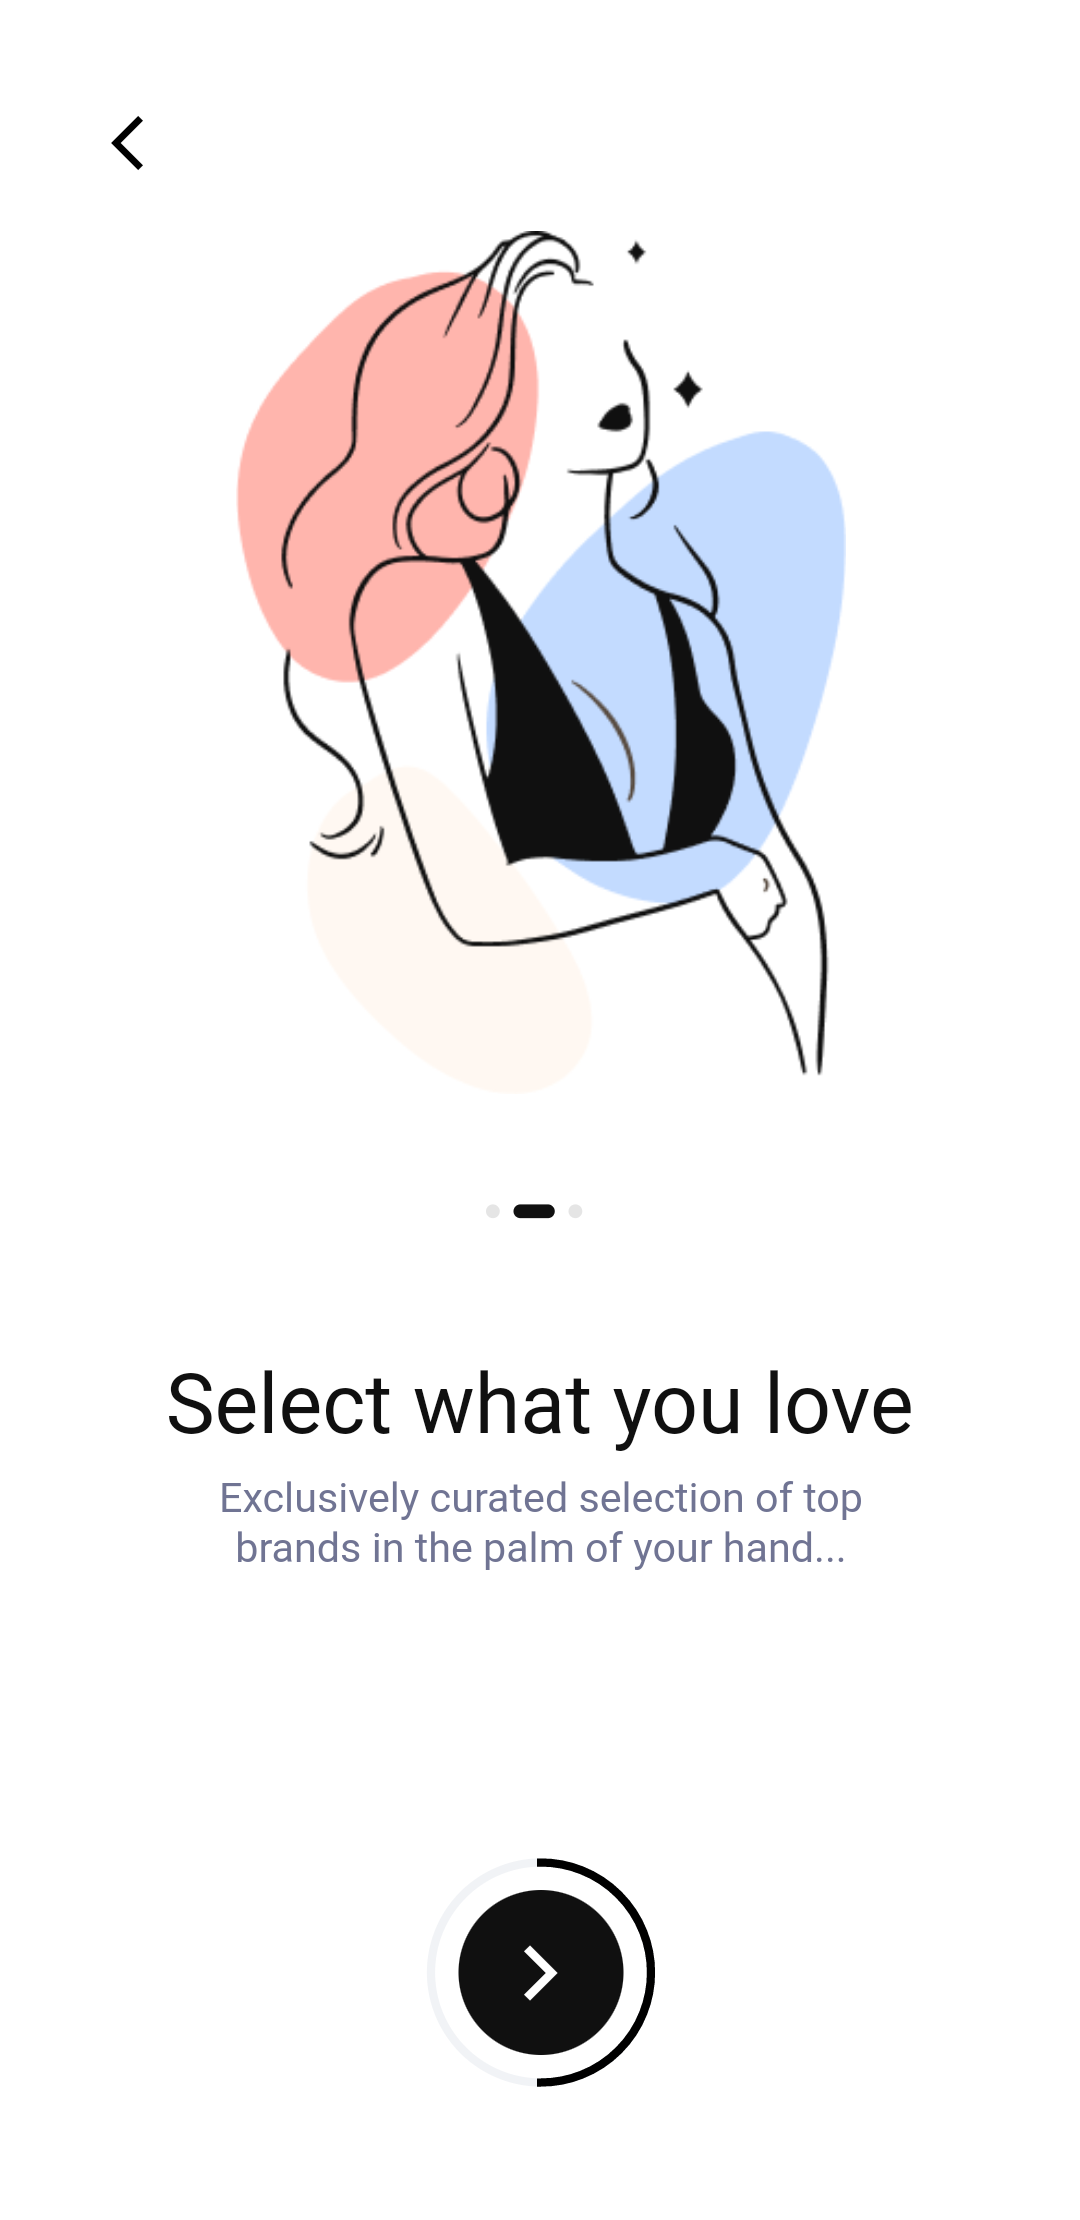 Select what you love
Exclusively curated selection of top
brands in the palm of your hand...